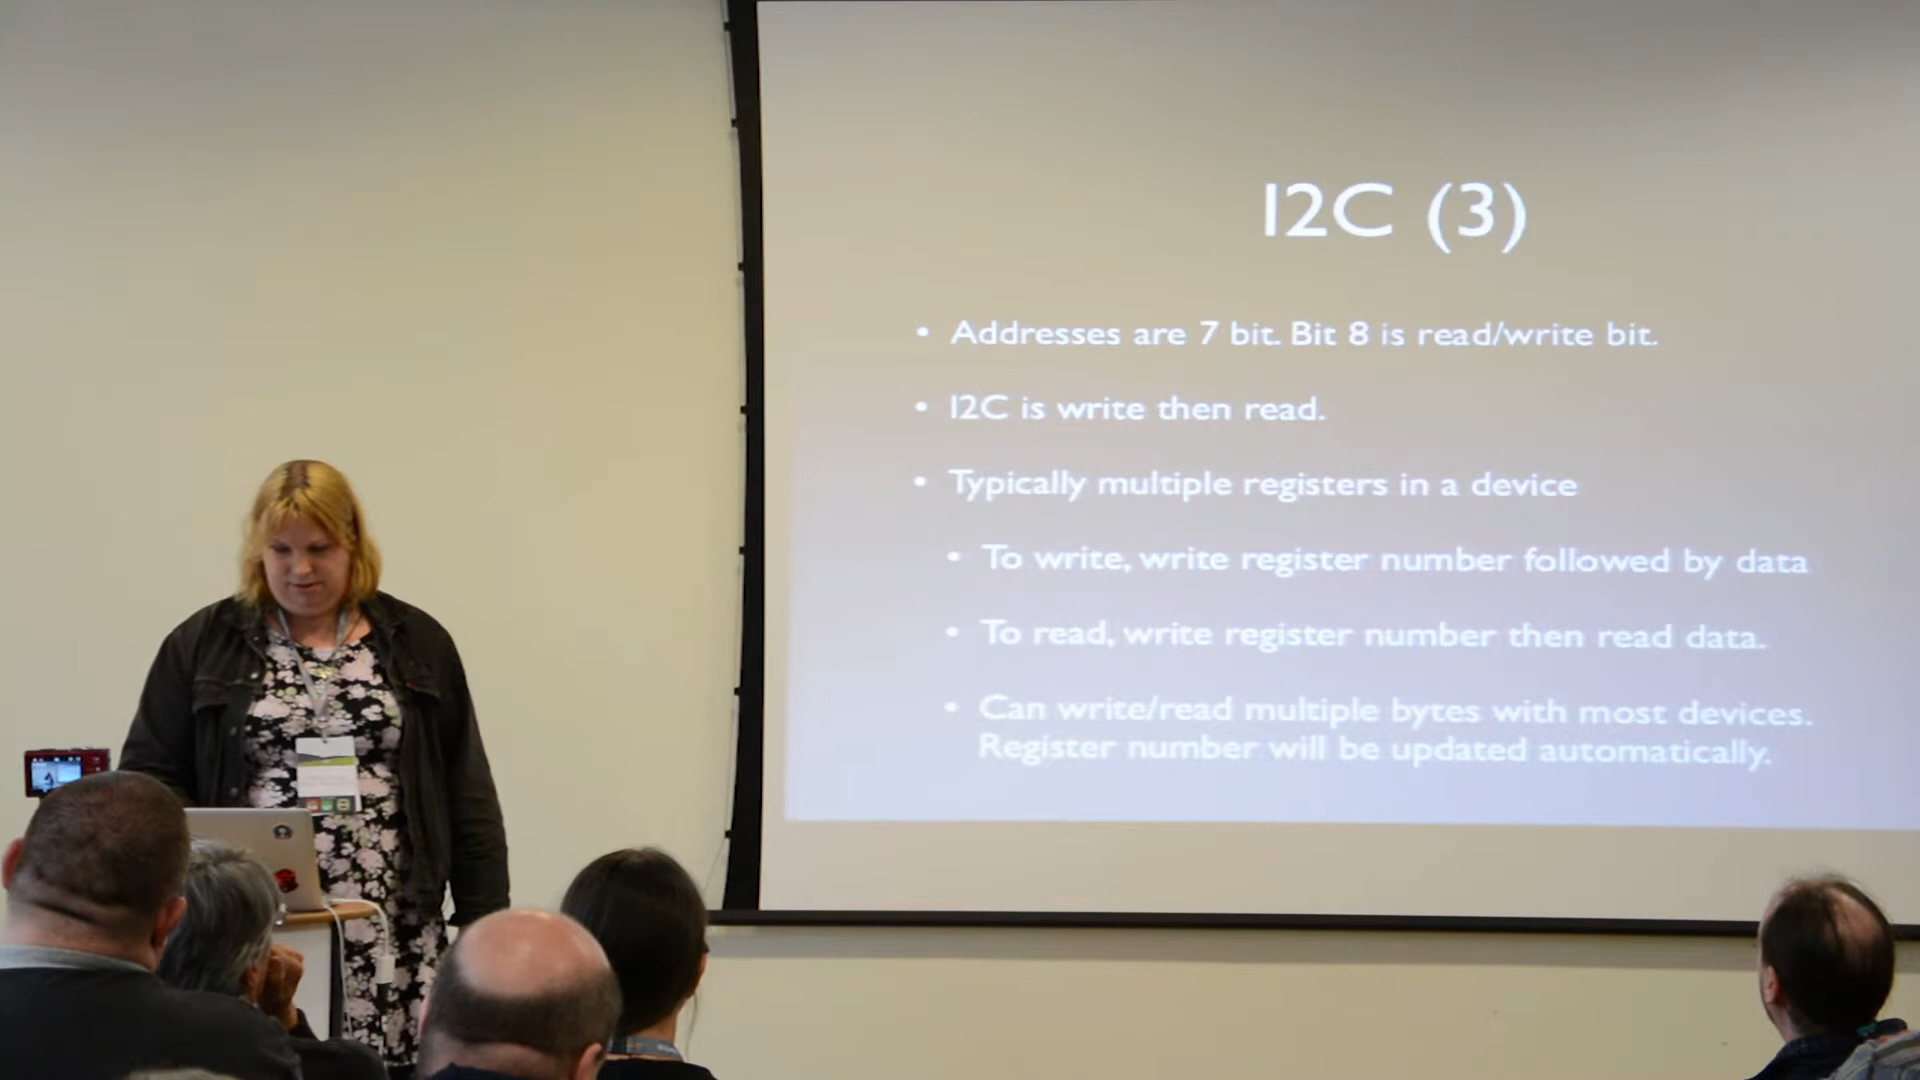 I2C (3)
• Addresses are 7 bit. Bit 8 is read/write bit.
• I2C is write then read.
• Typically multiple registers in a device
• To write, write register number followed by data
• To read, write register number then read data.
• Can write/read multiple bytes with most devices.
Register number will be updated automatically.